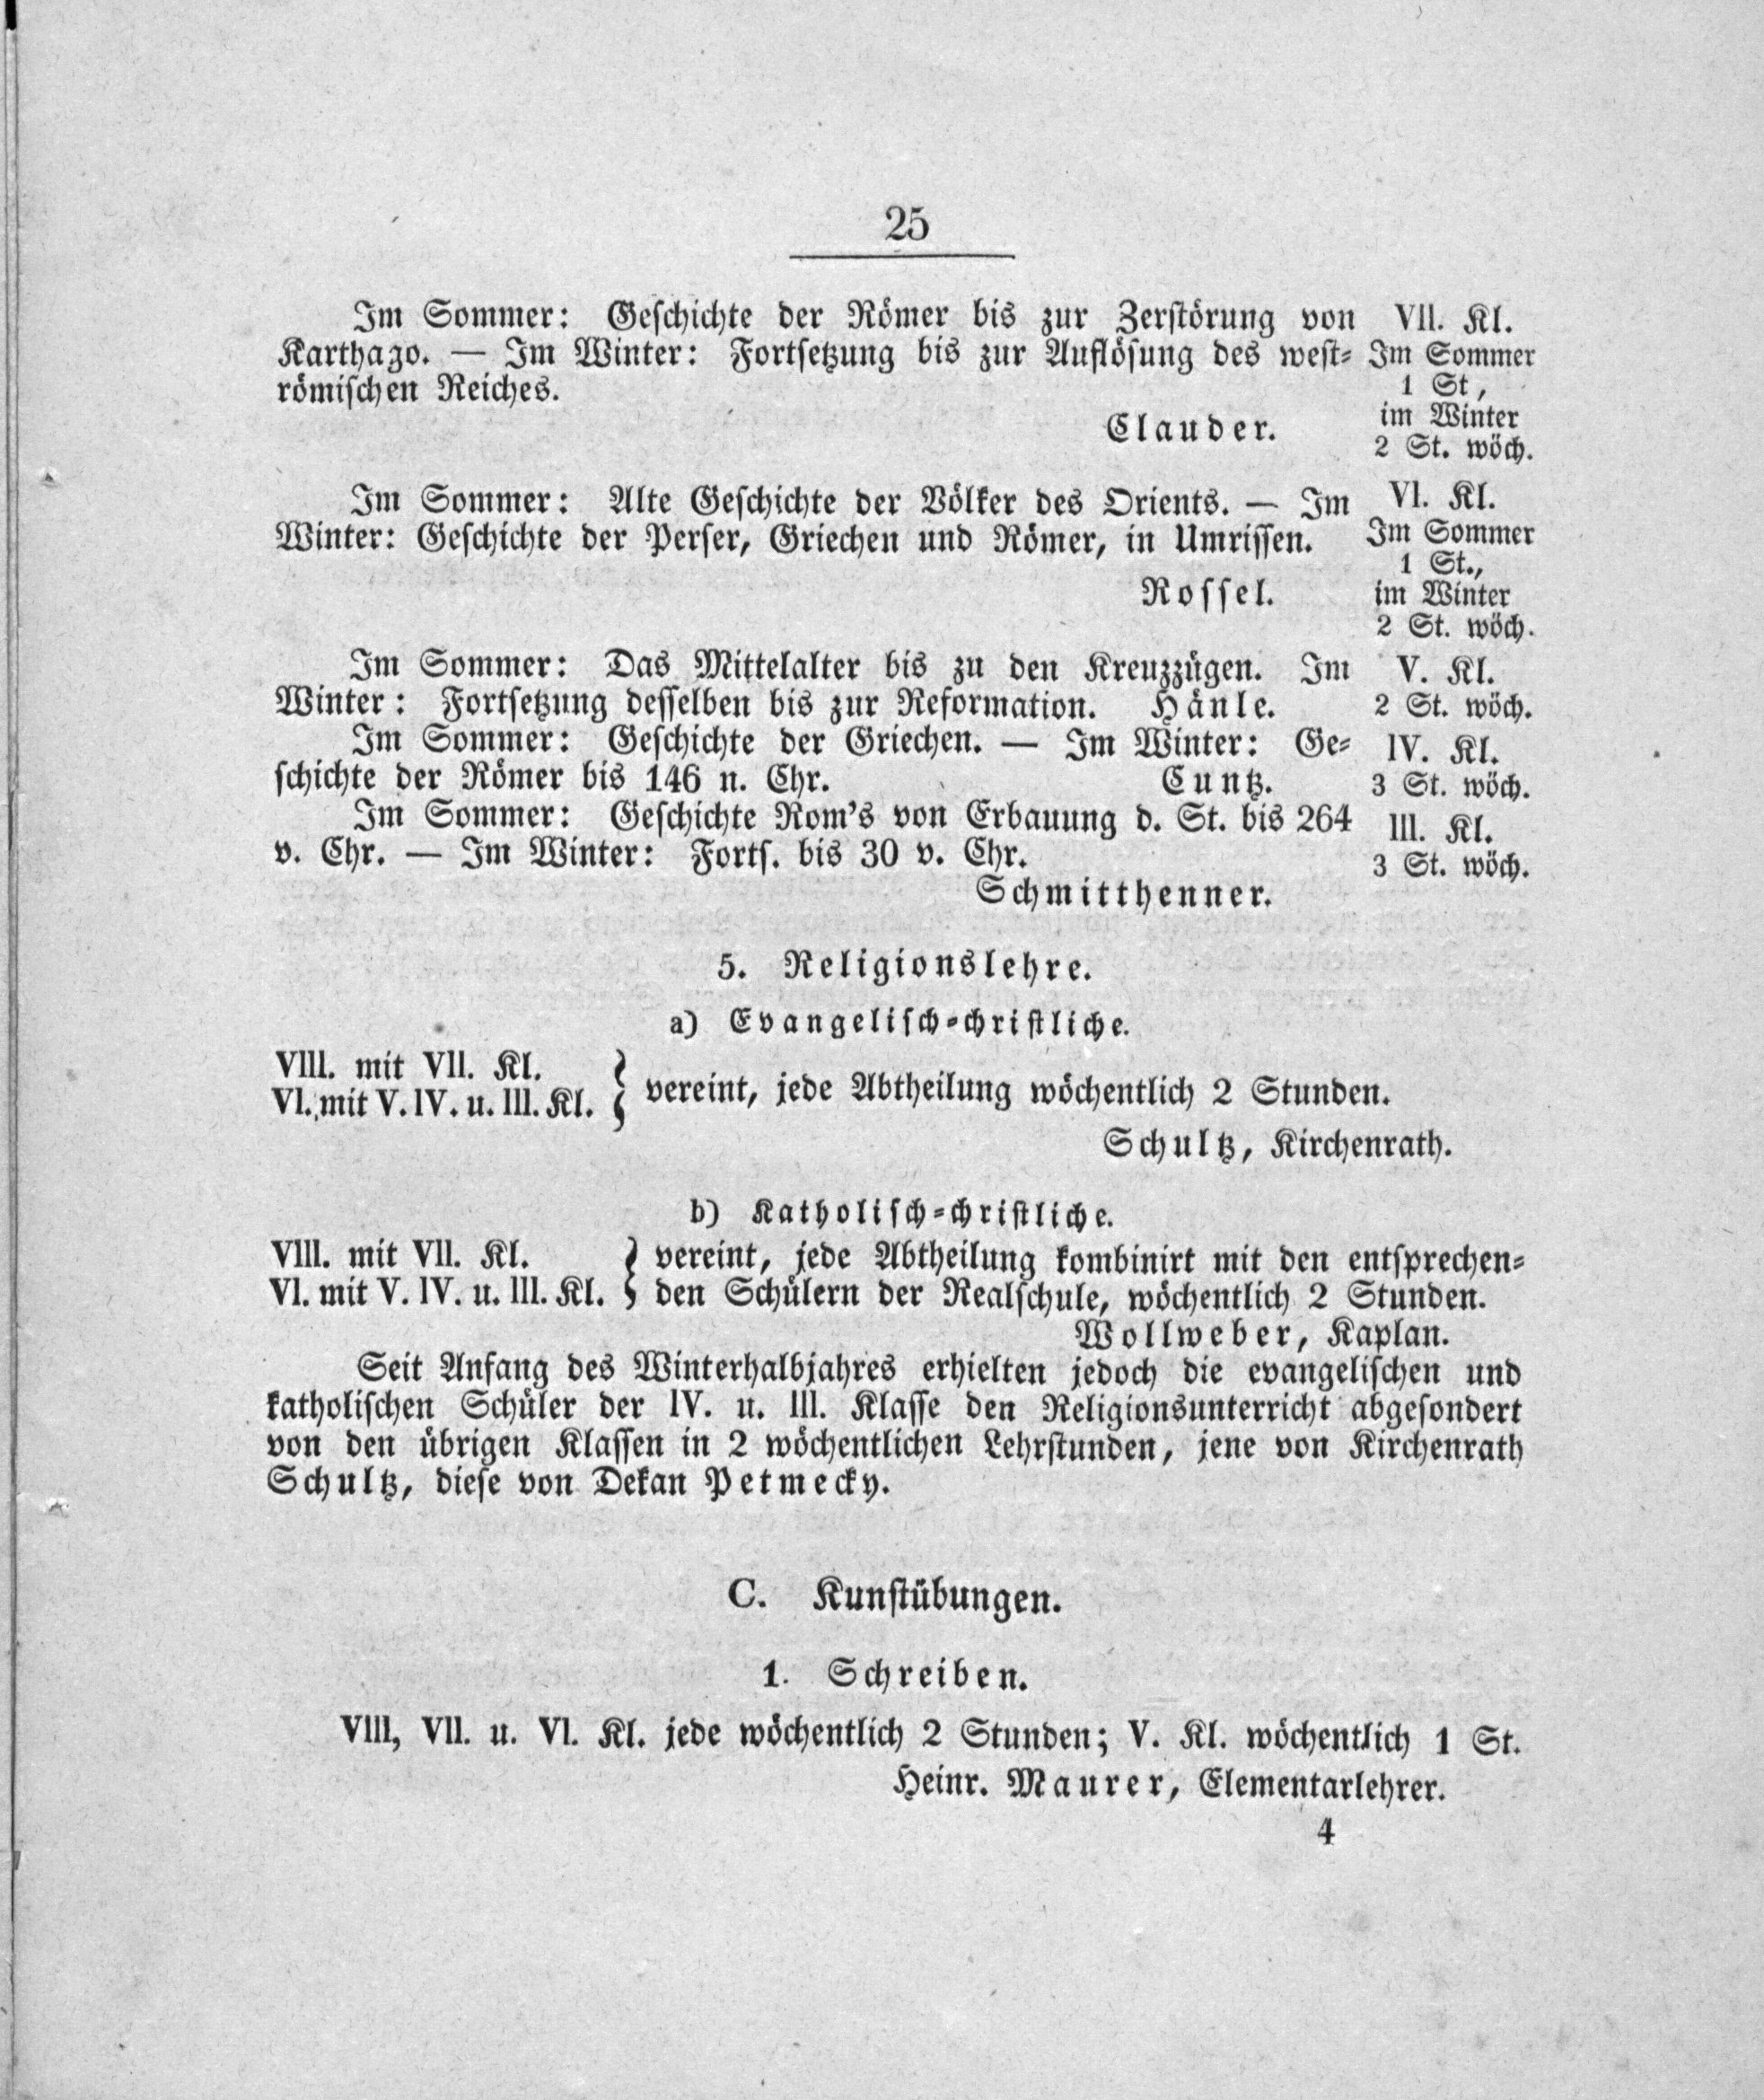 25
Im Sommer: Geschichte der Römer bis zur Zerstörung von
Karthago. — Im Winter: Fortsetzung bis zur Auflösung des west-
römischen Reiches.
Clauder.
VII. Kl.
Im Sommer
1 St,
im Winter
2 St. wöch.
Im Sommer: Alte Geschichte der Völker des Orients. — Im
Winter: Geschichte der Perser, Griechen und Römer, in Umrissen.
Rossel.
VI. Kl.
Im Sommer
1 St.,
im Winter
2 St. wöch.
Im Sommer: Das Mittelalter bis zu den Kreuzzügen. Im
Winter: Fortsetzung desselben bis zur Reformation. Hänle.
V. Kl.
2 St. wöch.
Im Sommer: Geschichte der Griechen. — Im Winter: Ge-
schichte der Römer bis 146 n. Chr. Cuntz.
IV. Kl.
3 St. wöch.
Im Sommer: Geschichte Rom's von Erbauung d. St. bis 264
v. Chr. — Im Winter: Forts. bis 30 v. Chr.
Schmitthenner.
III. Kl.
3 St. wöch.
5. Religionslehre.
a) Evangelisch-christliche.
VIII. mit VII. Kl.
VI. mit V. IV. u. III. Kl. } vereint, jede Abtheilung wöchentlich 2 Stunden.
Schultz, Kirchenrath.
b) Katholisch-christliche.
VIII. mit VII. Kl. } vereint, jede Abtheilung kombinirt mit den entsprechen-
VI. mit V. IV. u. III. Kl. den Schülern der Realschule, wöchentlich 2 Stunden.
Wollweber, Kaplan.
Seit Anfang des Winterhalbjahres erhielten jedoch die evangelischen und
katholischen Schüler der IV. u. III. Klasse den Religionsunterricht abgesondert
von den übrigen Klassen in 2 wöchentlichen Lehrstunden, jene von Kirchenrath
Schultz, diese von Dekan Petmecky.
C. Kunstübungen.
1. Schreiben.
VIII, VII. u. VI. Kl. jede wöchentlich 2 Stunden; V. Kl. wöchentlich 1 St.
Heinr. Maurer, Elementarlehrer.
4